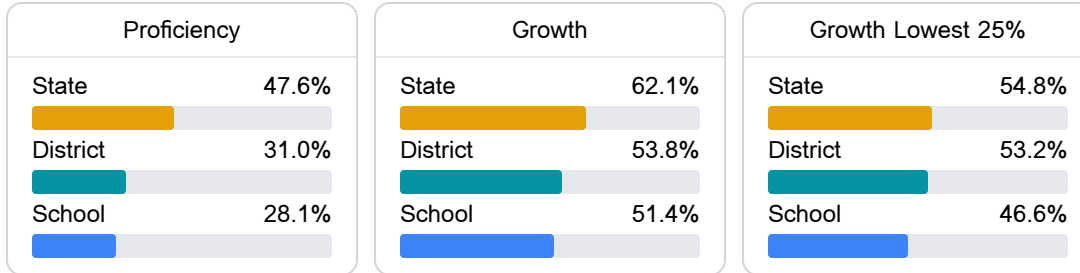 Proficiency
State 47.6%
District 31.0%
School 28.1%
Growth
State 62.1%
District 53.8%
School 51.4%
Growth Lowest 25%
State 54.8%
District 53.2%
School 46.6%